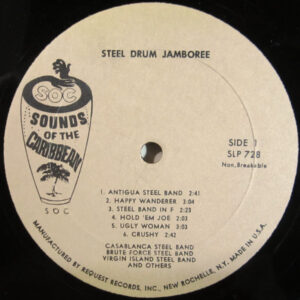 STEEL DRUM JAMBOREE
SOC
SOUNDS
OF THE
CARIBBEAN
SOC
SIDE 1
SLP 728
Non-Breakable
1. ANTIGUA STEEL BAND 2:41
2. HAPPY WANDERER 3:04
3. STEEL BAND IN F 2:23
4. HOLD 'EM JOE 2:03
5. UGLY WOMAN 2:03
6. CRUSHY 2:42
CASABLANCA STEEL BAND
BRUTE FORCE STEEL BAND
VIRGIN ISLAND STEEL BAND
AND OTHERS
MANUFACTURED BY REQUEST RECORDS, INC., NEW ROCHELLE, N.Y. MADE IN U.S.A.